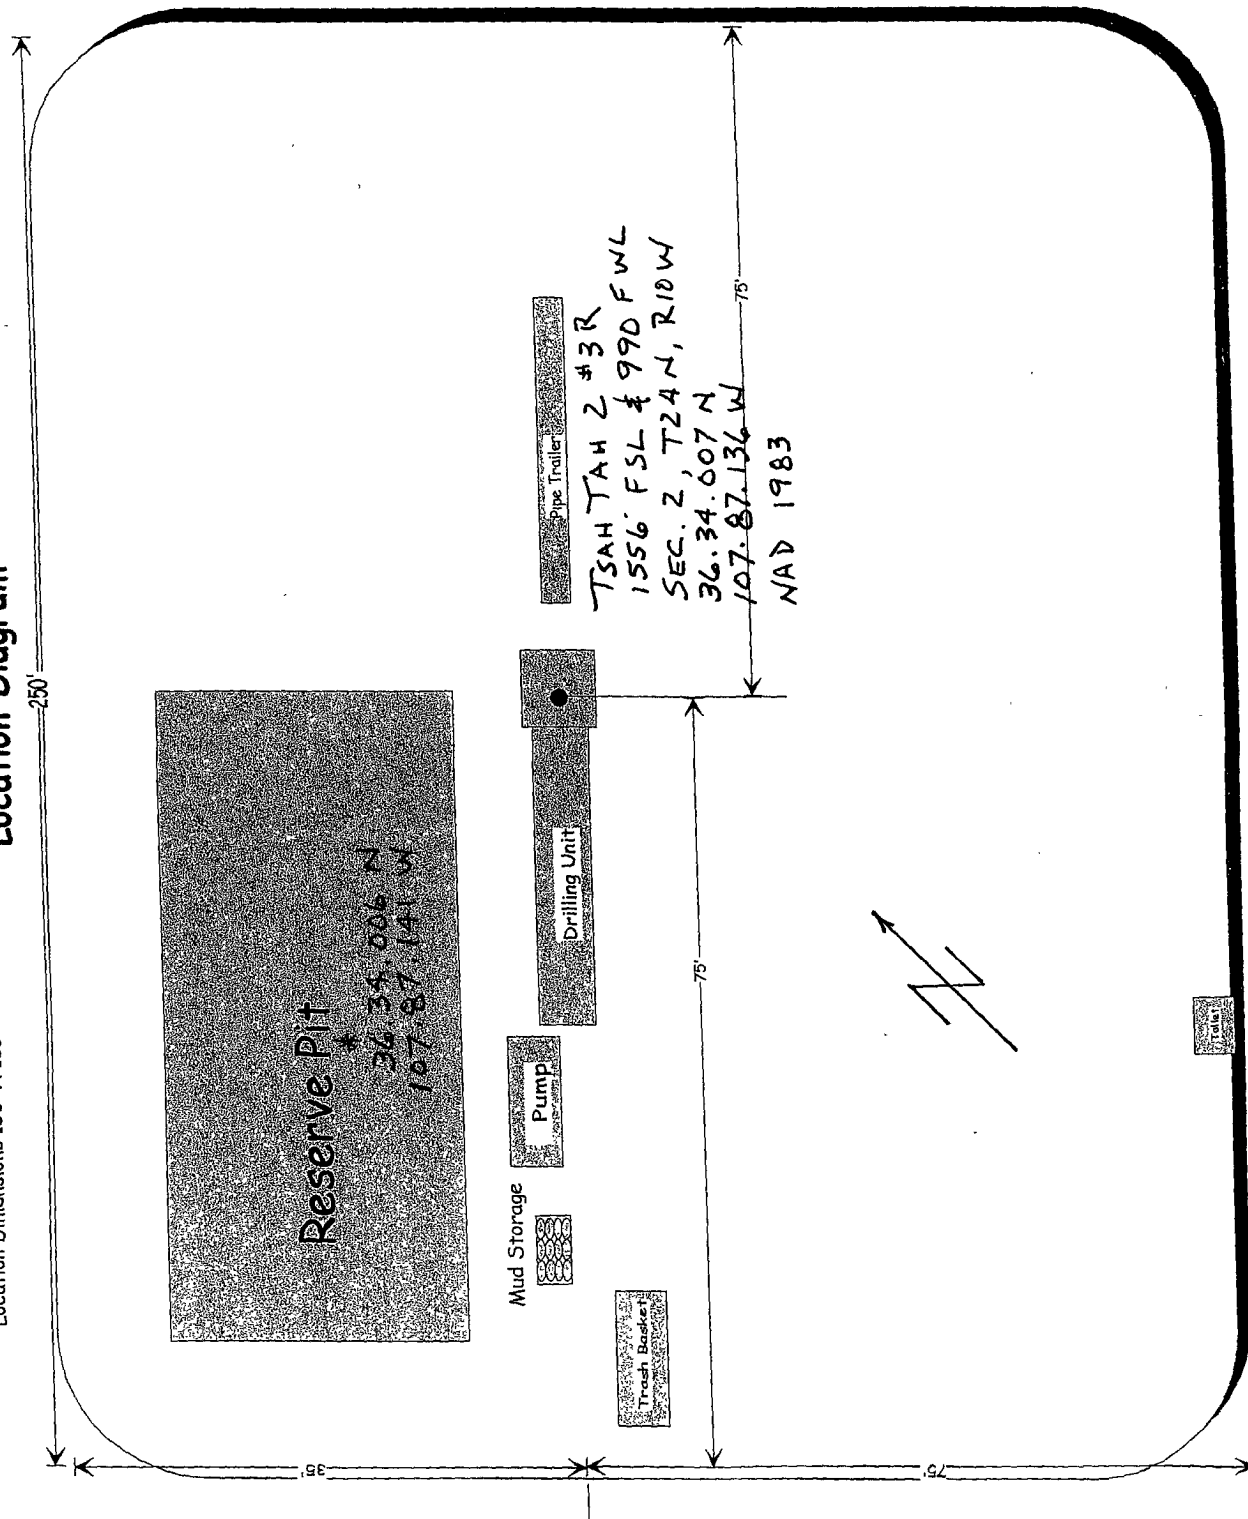 Location Diagram
250'
Reserve Pit
*
36.34.006 N
107.87.141 W
Mud Storage
Pump
Drilling Unit
Pipe Trailer
TSAH TAH 2 #3R
1556' FSL & 990 FWL
SEC. 2, T24N, R10W
36.34.007 N
107.87.136 W
NAD 1983
Trash Basket
75'
75'
35'
75'
Toilet